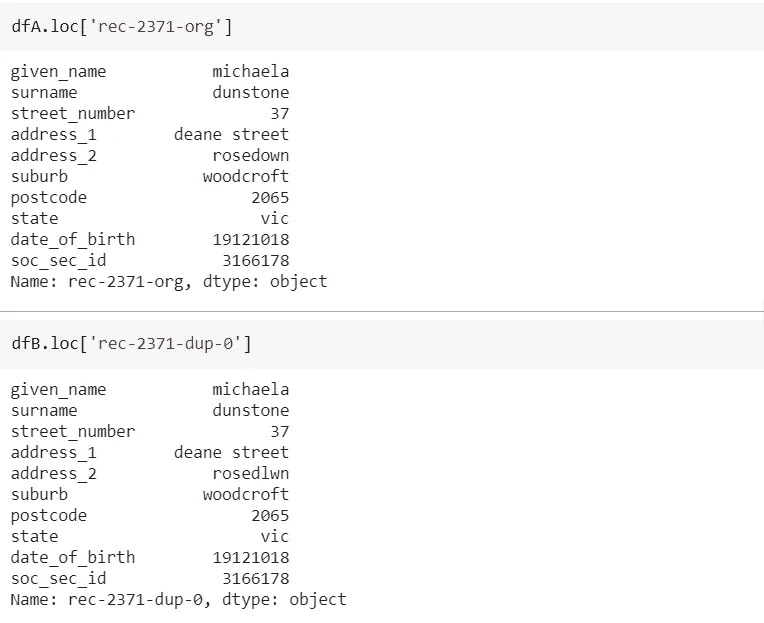 dfA.loc['rec-2371-org']
given_name michaela
surname dunstone
street_number 37
address_1 deane street
address_2 rosedown
suburb woodcroft
postcode 2065
state vic
date_of_birth 19121018
soc_sec_id 3166178
Name: rec-2371-org, dtype: object
dfB.loc['rec-2371-dup-0']
given_name michaela
surname dunstone
street_number 37
address_1 deane street
address_2 rosedlwn
suburb woodcroft
postcode 2065
state vic
date_of_birth 19121018
soc_sec_id 3166178
Name: rec-2371-dup-0, dtype: object